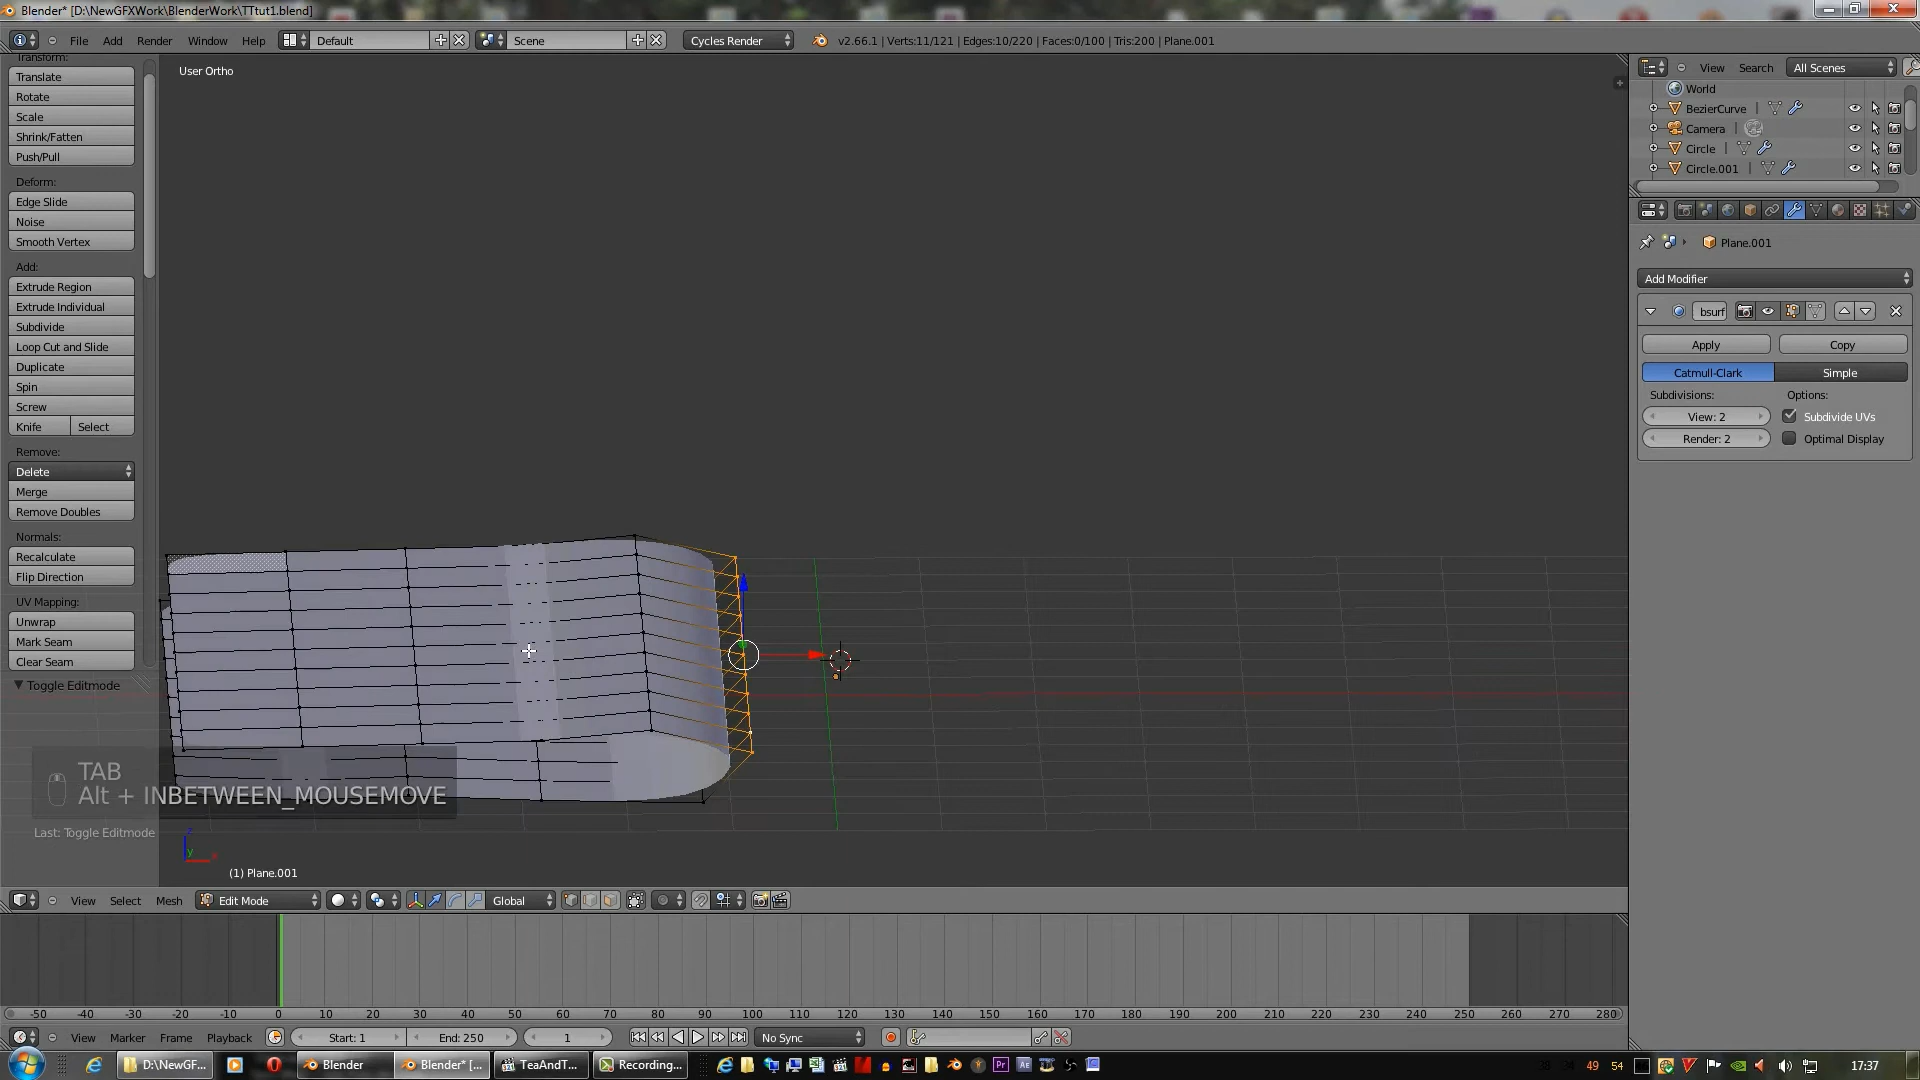 Blender* [D:\NewGFXWork\BlenderWork\TTtut1.blend]
File Add Render Window Help Default Scene Cycles Render v2.66.1 | Verts:11/121 | Edges:10/220 | Faces:0/100 | Tris:200 | Plane.001
Transform:
Translate
Rotate
Scale
Shrink/Fatten
Push/Pull
Deform:
Edge Slide
Noise
Smooth Vertex
Add:
Extrude Region
Extrude Individual
Subdivide
Loop Cut and Slide
Duplicate
Spin
Screw
Knife Select
Remove:
Delete
Merge
Remove Doubles
Normals:
Recalculate
Flip Direction
UV Mapping:
Unwrap
Mark Seam
Clear Seam
Toggle Editmode
User Ortho
TAB
Alt + INBETWEEN_MOUSEMOVE
Last: Toggle Editmode
z
y x
(1) Plane.001
View Search All Scenes
World
BezierCurve
Camera
Circle
Circle.001
Plane.001
Add Modifier
bsurf
Apply Copy
Catmull-Clark Simple
Subdivisions: Options:
View: 2 Subdivide UVs
Render: 2 Optimal Display
View Select Mesh Edit Mode Global
-50 -40 -30 -20 -10 0 10 20 30 40 50 60 70 80 90 100 110 120 130 140 150 160 170 180 190 200 210 220 230 240 250 260 270 280
View Marker Frame Playback Start: 1 End: 250 1 No Sync
D:\NewGF... Blender Blender* [... TeaAndT... Recording... Pr Ae 49 54 17:37